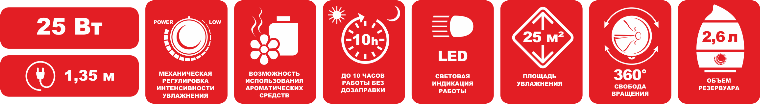 25 Вт
1,35 м
POWER LOW
МЕХАНИЧЕСКАЯ
РЕГУЛИРОВКА
ИНТЕНСИВНОСТИ
УВЛАЖНЕНИЯ
ВОЗМОЖНОСТЬ
ИСПОЛЬЗОВАНИЯ
АРОМАТИЧЕСКИХ
СРЕДСТВ
10h
ДО 10 ЧАСОВ
РАБОТЫ БЕЗ
ДОЗАПРАВКИ
LED
СВЕТОВАЯ
ИНДИКАЦИЯ
РАБОТЫ
25 м²
ПЛОЩАДЬ
УВЛАЖНЕНИЯ
360°
СВОБОДА
ВРАЩЕНИЯ
2,6 л
ОБЪЕМ
РЕЗЕРВУАРА